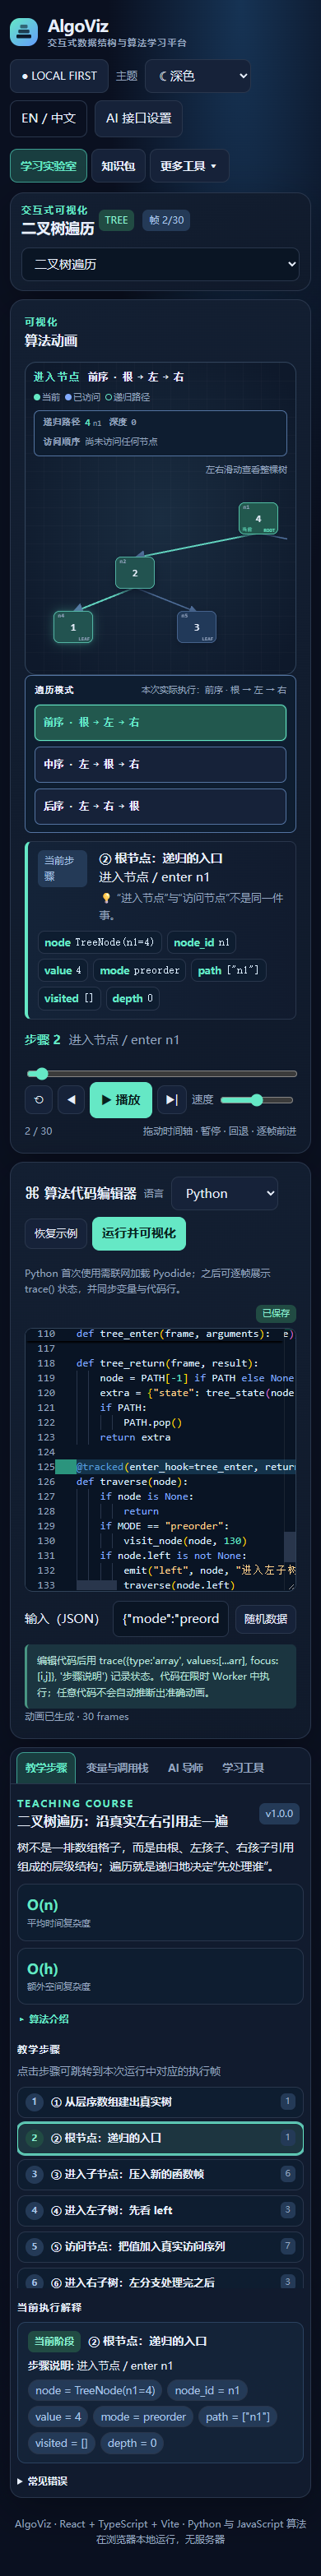 AlgoViz
交互式数据结构与算法学习平台
● LOCAL FIRST 主题 ☾ 深色
EN / 中文 AI 接口设置
学习实验室 知识包 更多工具 ▾
交互式可视化
二叉树遍历 TREE 帧 2/30
二叉树遍历
可视化
算法动画
进入节点 前序 · 根 → 左 → 右
当前 已访问 递归路径
递归路径 4 n1 深度 0
访问顺序 尚未访问任何节点
左右滑动查看整棵树
n1
4
ROOT
n2
2
n4
1
LEAF
n5
3
LEAF
遍历模式 本次实际执行：前序 · 根 → 左 → 右
前序 · 根 → 左 → 右
中序 · 左 → 根 → 右
后序 · 左 → 右 → 根
当前步骤
② 根节点：递归的入口
进入节点 / enter n1
💡 “进入节点”与“访问节点”不是同一件事。
node TreeNode(n1=4) node_id n1
value 4 mode preorder path ["n1"]
visited [] depth 0
步骤 2 进入节点 / enter n1
⟲ ◀ ▶ 播放 ▶| 速度
2 / 30 拖动时间轴 · 暂停 · 回退 · 逐帧前进
⌘ 算法代码编辑器 语言 Python
恢复示例 运行并可视化
Python 首次使用需联网加载 Pyodide；之后可逐帧展示
trace() 状态，并同步变量与代码行。
已保存
110 def tree_enter(frame, arguments):
117
118 def tree_return(frame, result):
119 node = PATH[-1] if PATH else None
120 extra = {"state": tree_state(node
121 if PATH:
122 PATH.pop()
123 return extra
124
125 @tracked(enter_hook=tree_enter, return
126 def traverse(node):
127 if node is None:
128 return
129 if MODE == "preorder":
130 visit_node(node, 130)
131 if node.left is not None:
132 emit("left", node, "进入左子树
133 traverse(node.left)
输入（JSON） {"mode":"preord 随机数据
编辑代码后用 trace({type:'array', values:[...arr], focus:
[i,j]}, '步骤说明') 记录状态。代码在限时 Worker 中执
行；任意代码不会自动推断出准确动画。
动画已生成 · 30 frames
教学步骤 变量与调用栈 AI 导师 学习工具
TEACHING COURSE
二叉树遍历：沿真实左右引用走一遍 v1.0.0
树不是一排数组格子，而是由根、左孩子、右孩子引用
组成的层级结构；遍历就是递归地决定“先处理谁”。
O(n)
平均时间复杂度
O(h)
额外空间复杂度
▸ 算法介绍
教学步骤
点击步骤可跳转到本次运行中对应的执行帧
1 ① 从层序数组建出真实树 1
2 ② 根节点：递归的入口 1
3 ③ 进入子节点：压入新的函数帧 6
4 ④ 进入左子树：先看 left 3
5 ⑤ 访问节点：把值加入真实访问序列 7
6 ⑥ 进入右子树：左分支处理完之后 3
当前执行解释
当前阶段 ② 根节点：递归的入口
步骤说明: 进入节点 / enter n1
node = TreeNode(n1=4) node_id = n1
value = 4 mode = preorder path = ["n1"]
visited = [] depth = 0
▸ 常见错误
AlgoViz · React + TypeScript + Vite · Python 与 JavaScript 算法
在浏览器本地运行，无服务器